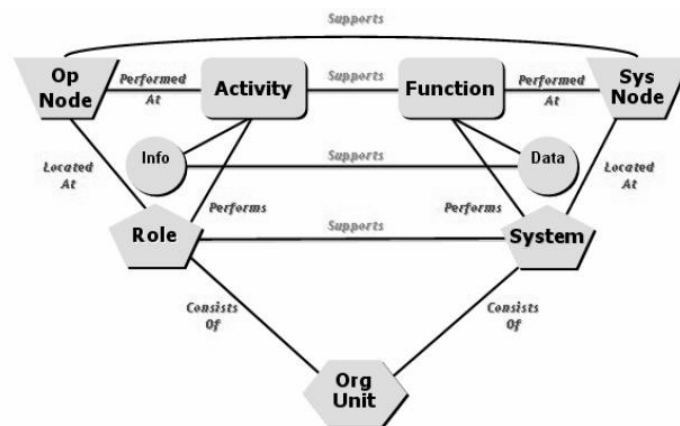 Supports
Op
Node
Performed
At
Activity
Supports
Function
Performed
At
Sys
Node
Info
Supports
Data
Located
At
Located
At
Performs
Performs
Role
Supports
System
Consists
Of
Consists
Of
Org
Unit